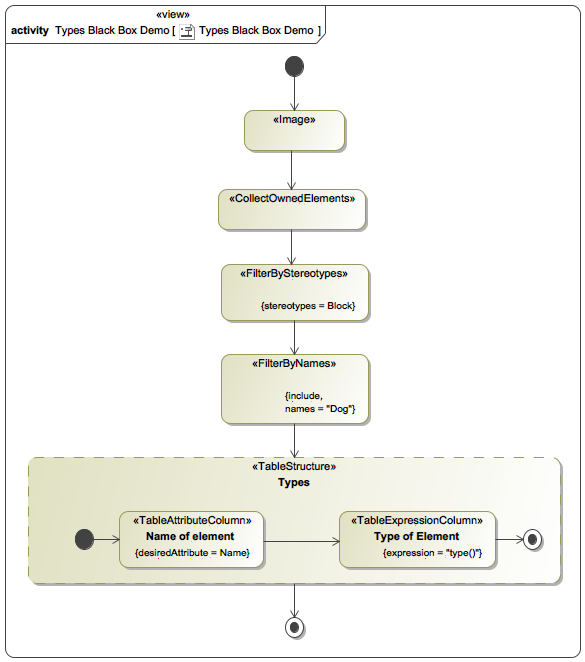 «view»
activity Types Black Box Demo [ Types Black Box Demo ]
«Image»
«CollectOwnedElements»
«FilterByStereotypes»
{stereotypes = Block}
«FilterByNames»
{include,
names = "Dog"}
«TableStructure»
Types
«TableAttributeColumn»
Name of element
{desiredAttribute = Name}
«TableExpressionColumn»
Type of Element
{expression = "type()"}